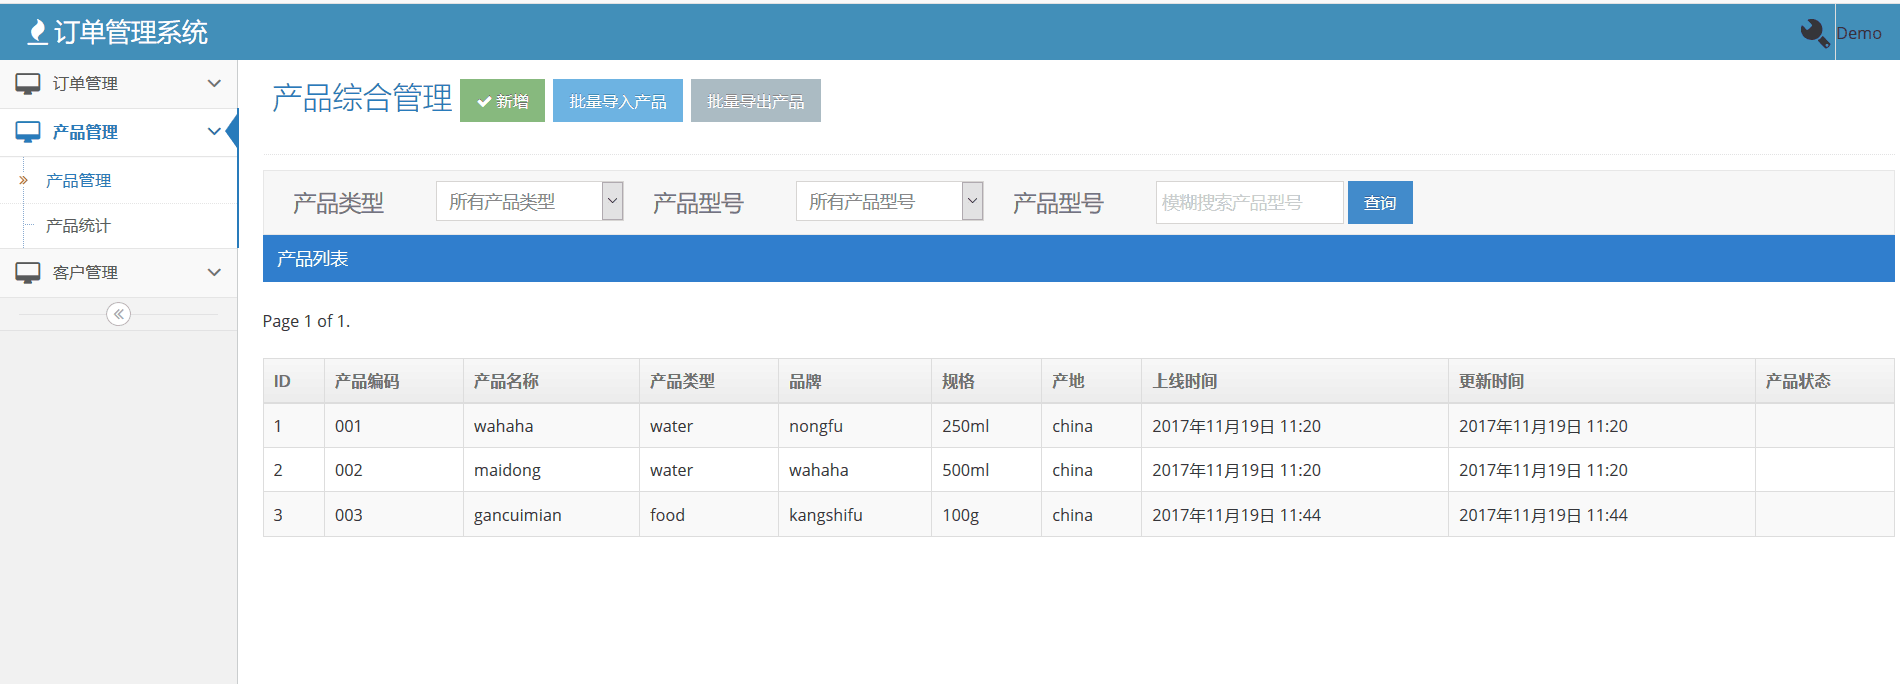 订单管理系统
Demo
订单管理
产品管理
产品管理
产品统计
客户管理
产品综合管理 新增 批量导入产品 批量导出产品
产品类型 所有产品类型 产品型号 所有产品型号 产品型号 模糊搜索产品型号 查询
产品列表
Page 1 of 1.
ID 产品编码 产品名称 产品类型 品牌 规格 产地 上线时间 更新时间 产品状态
1 001 wahaha water nongfu 250ml china 2017年11月19日 11:20 2017年11月19日 11:20
2 002 maidong water wahaha 500ml china 2017年11月19日 11:20 2017年11月19日 11:20
3 003 gancuimian food kangshifu 100g china 2017年11月19日 11:44 2017年11月19日 11:44